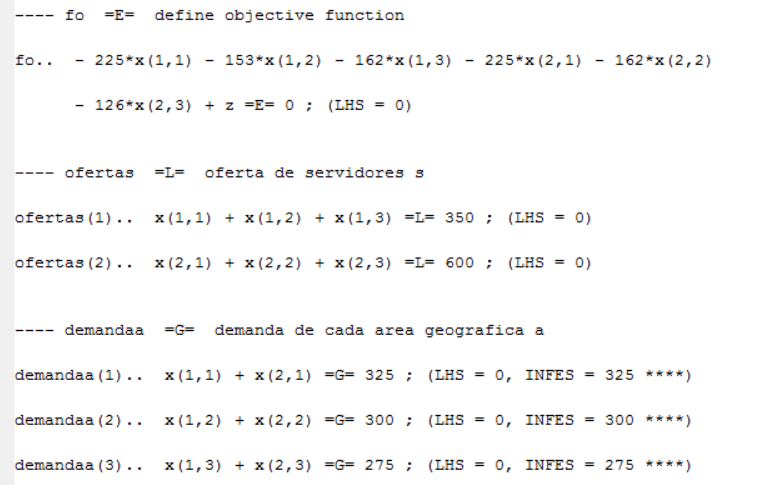 ---- fo  =E=  define objective function
fo..  - 225*x(1,1) - 153*x(1,2) - 162*x(1,3) - 225*x(2,1) - 162*x(2,2)
      - 126*x(2,3) + z =E= 0 ; (LHS = 0)
---- ofertas  =L=  oferta de servidores s
ofertas(1)..  x(1,1) + x(1,2) + x(1,3) =L= 350 ; (LHS = 0)
ofertas(2)..  x(2,1) + x(2,2) + x(2,3) =L= 600 ; (LHS = 0)
---- demandaa  =G=  demanda de cada area geografica a
demandaa(1)..  x(1,1) + x(2,1) =G= 325 ; (LHS = 0, INFES = 325 ****)
demandaa(2)..  x(1,2) + x(2,2) =G= 300 ; (LHS = 0, INFES = 300 ****)
demandaa(3)..  x(1,3) + x(2,3) =G= 275 ; (LHS = 0, INFES = 275 ****)